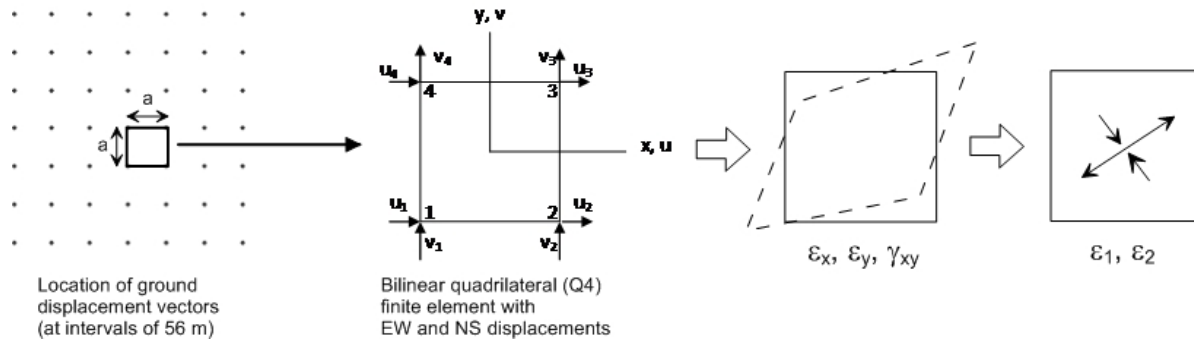 a
a
Location of ground
displacement vectors
(at intervals of 56 m)
y, v
v₄
v₃
u₄
u₃
4
3
x, u
u₁
1
2
u₂
v₁
v₂
Bilinear quadrilateral (Q4)
finite element with
EW and NS displacements
εx, εy, γxy
ε₁, ε₂